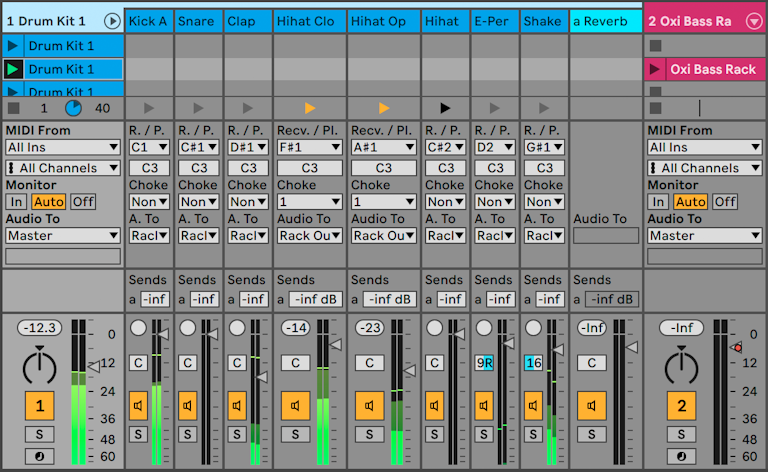 1 Drum Kit 1 Kick A Snare Clap Hihat Clo Hihat Op Hihat E-Per Shake a Reverb 2 Oxi Bass Ra
Drum Kit 1
Drum Kit 1 Oxi Bass Rack
Drum Kit 1
1 40
MIDI From R. / P. R. / P. R. / P. Recv. / Pl. Recv. / Pl. R. / P. R. / P. R. / P. MIDI From
All Ins C1 C#1 D#1 F#1 A#1 C#2 D2 G#1 All Ins
All Channels C3 C3 C3 C3 C3 C3 C3 C3 All Channels
Monitor Choke Choke Choke Choke Choke Choke Choke Choke Monitor
In Auto Off Non Non Non 1 1 Non Non Non In Auto Off
Audio To A. To A. To A. To Audio To Audio To A. To A. To A. To Audio To Audio To
Master Racl Racl Racl Rack Ou Rack Ou Racl Racl Racl Master
Sends Sends Sends Sends Sends Sends Sends Sends Sends
a -inf a -inf a -inf a -inf dB a -inf dB a -inf a -inf a -inf a -inf dB
-12.3 -14 -23 -Inf -Inf
0 0
12 C C C C C C 9R 16 C 12
24 24
1 36 2 36
S 48 S S S S S S S S S S 48
60 60